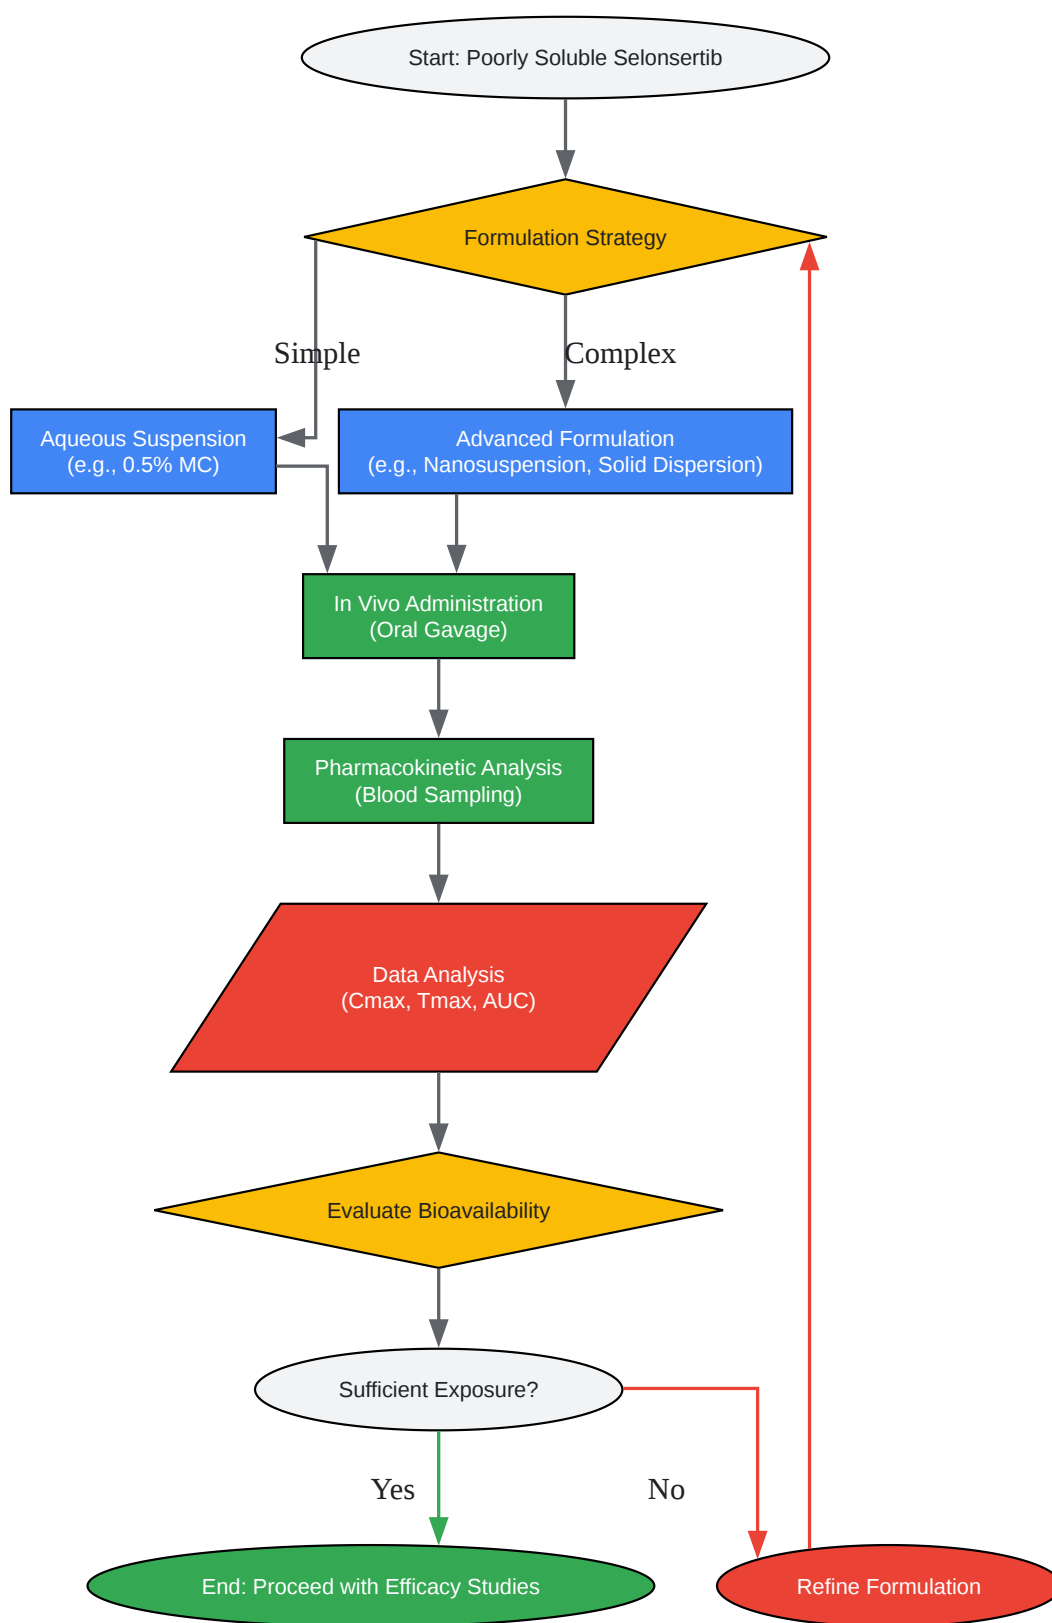 Start: Poorly Soluble Selonsertib
Formulation Strategy
Simple
Complex
Aqueous Suspension
(e.g., 0.5% MC)
Advanced Formulation
(e.g., Nanosuspension, Solid Dispersion)
In Vivo Administration
(Oral Gavage)
Pharmacokinetic Analysis
(Blood Sampling)
Data Analysis
(Cmax, Tmax, AUC)
Evaluate Bioavailability
Sufficient Exposure?
Yes
No
End: Proceed with Efficacy Studies
Refine Formulation